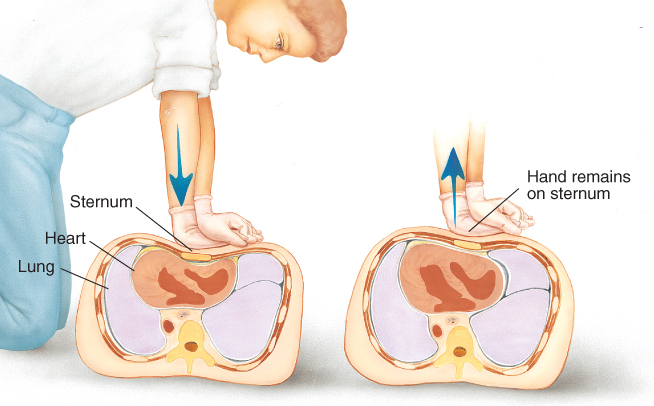 Sternum
Heart
Lung
Hand remains
on sternum